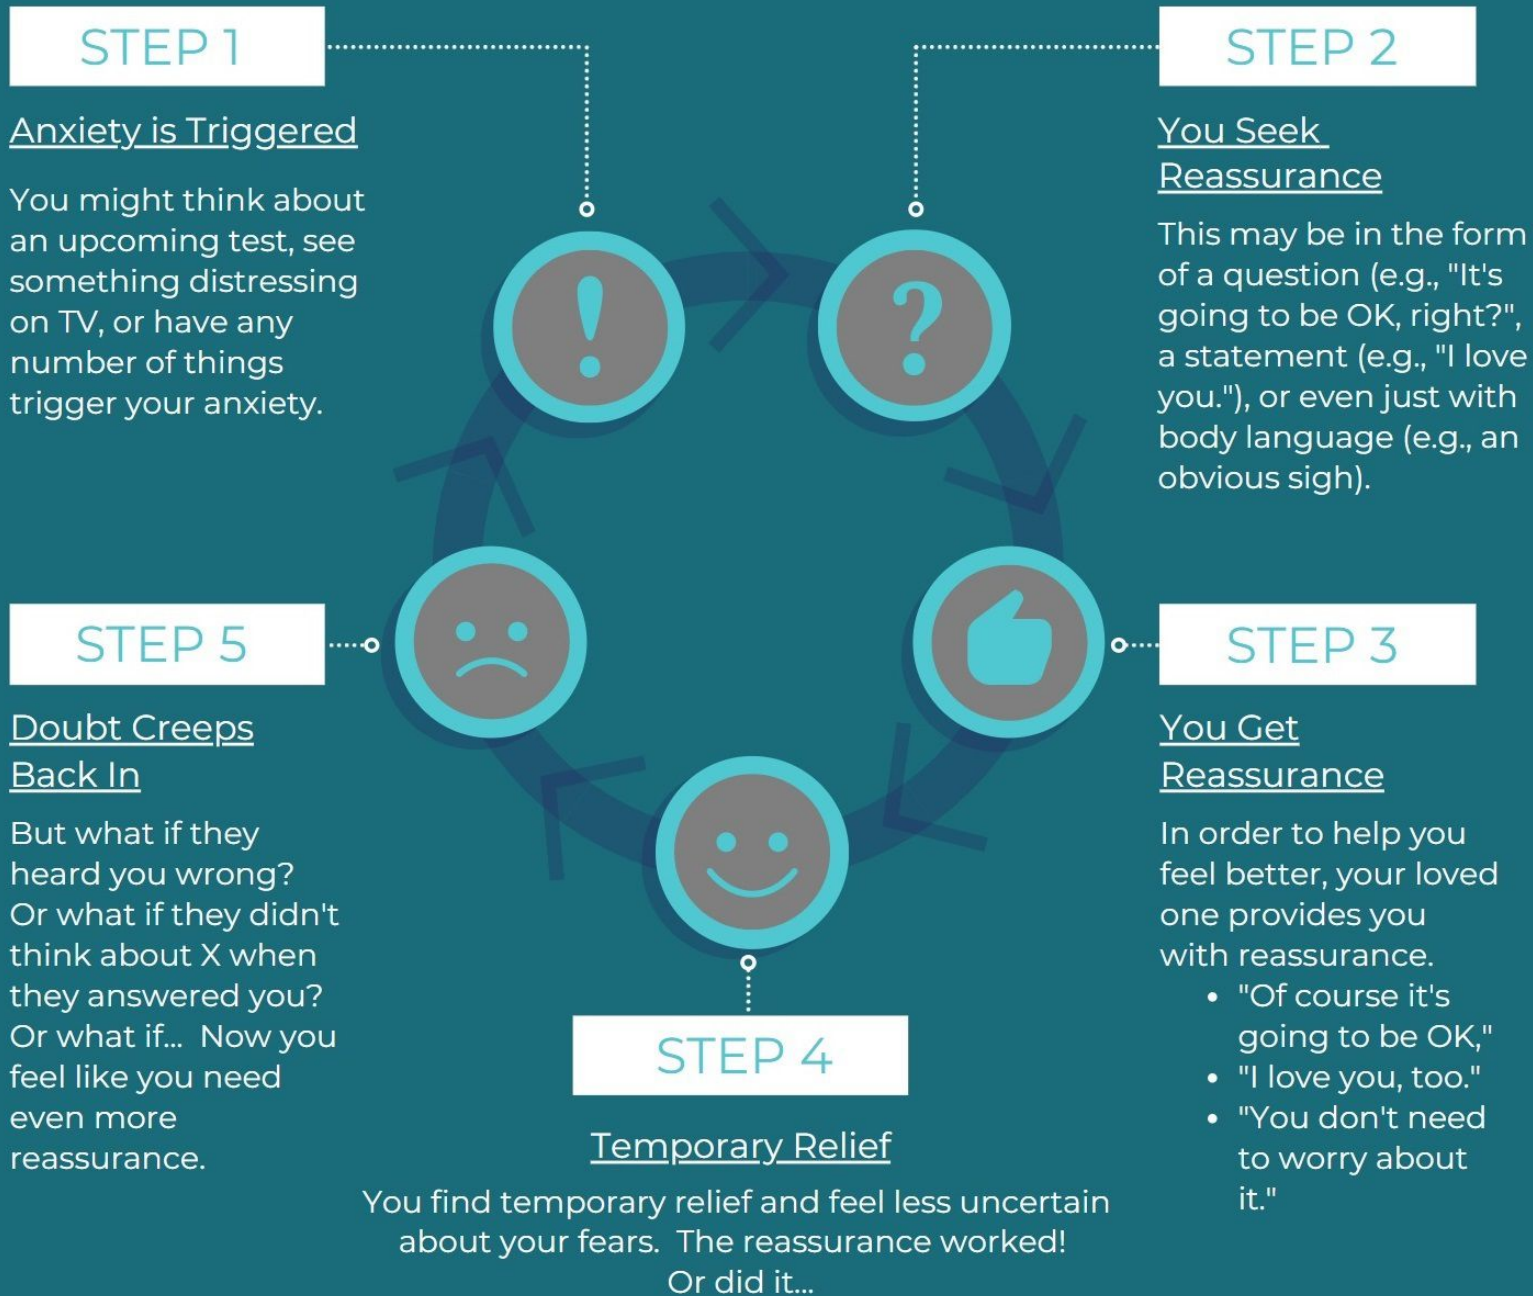 STEP 1
Anxiety is Triggered
You might think about
an upcoming test, see
something distressing
on TV, or have any
number of things
trigger your anxiety.
STEP 2
You Seek
Reassurance
This may be in the form
of a question (e.g., "It's
going to be OK, right?",
a statement (e.g., "I love
you."), or even just with
body language (e.g., an
obvious sigh).
!
?
STEP 3
You Get
Reassurance
In order to help you
feel better, your loved
one provides you
with reassurance.
• "Of course it's
going to be OK,"
• "I love you, too."
• "You don't need
to worry about
it."
STEP 4
Temporary Relief
You find temporary relief and feel less uncertain
about your fears.  The reassurance worked!
Or did it...
STEP 5
Doubt Creeps
Back In
But what if they
heard you wrong?
Or what if they didn't
think about X when
they answered you?
Or what if...  Now you
feel like you need
even more
reassurance.